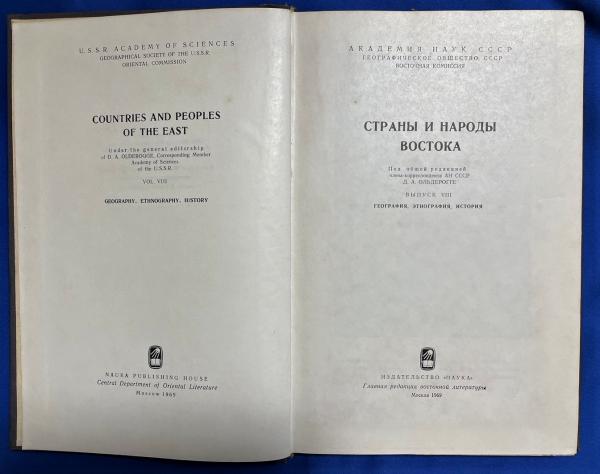 U.S.S.R. ACADEMY OF SCIENCES
GEOGRAPHICAL SOCIETY OF THE U.S.S.R.
ORIENTAL COMMISSION
COUNTRIES AND PEOPLES
OF THE EAST
Under the general editorship
of D. A. OLDEROGGE, Corresponding Member
Academy of Sciences
of the U.S.S.R.
VOL. VIII
GEOGRAPHY, ETHNOGRAPHY, HISTORY
NAUKA PUBLISHING HOUSE
Central Department of Oriental Literature
Moscow 1969
АКАДЕМИЯ НАУК СССР
ГЕОГРАФИЧЕСКОЕ ОБЩЕСТВО СССР
ВОСТОЧНАЯ КОМИССИЯ
СТРАНЫ И НАРОДЫ
ВОСТОКА
Под общей редакцией
члена-корреспондента АН СССР
Д. А. ОЛЬДЕРОГГЕ
ВЫПУСК VIII
ГЕОГРАФИЯ, ЭТНОГРАФИЯ, ИСТОРИЯ
ИЗДАТЕЛЬСТВО «НАУКА»
Главная редакция восточной литературы
Москва 1969